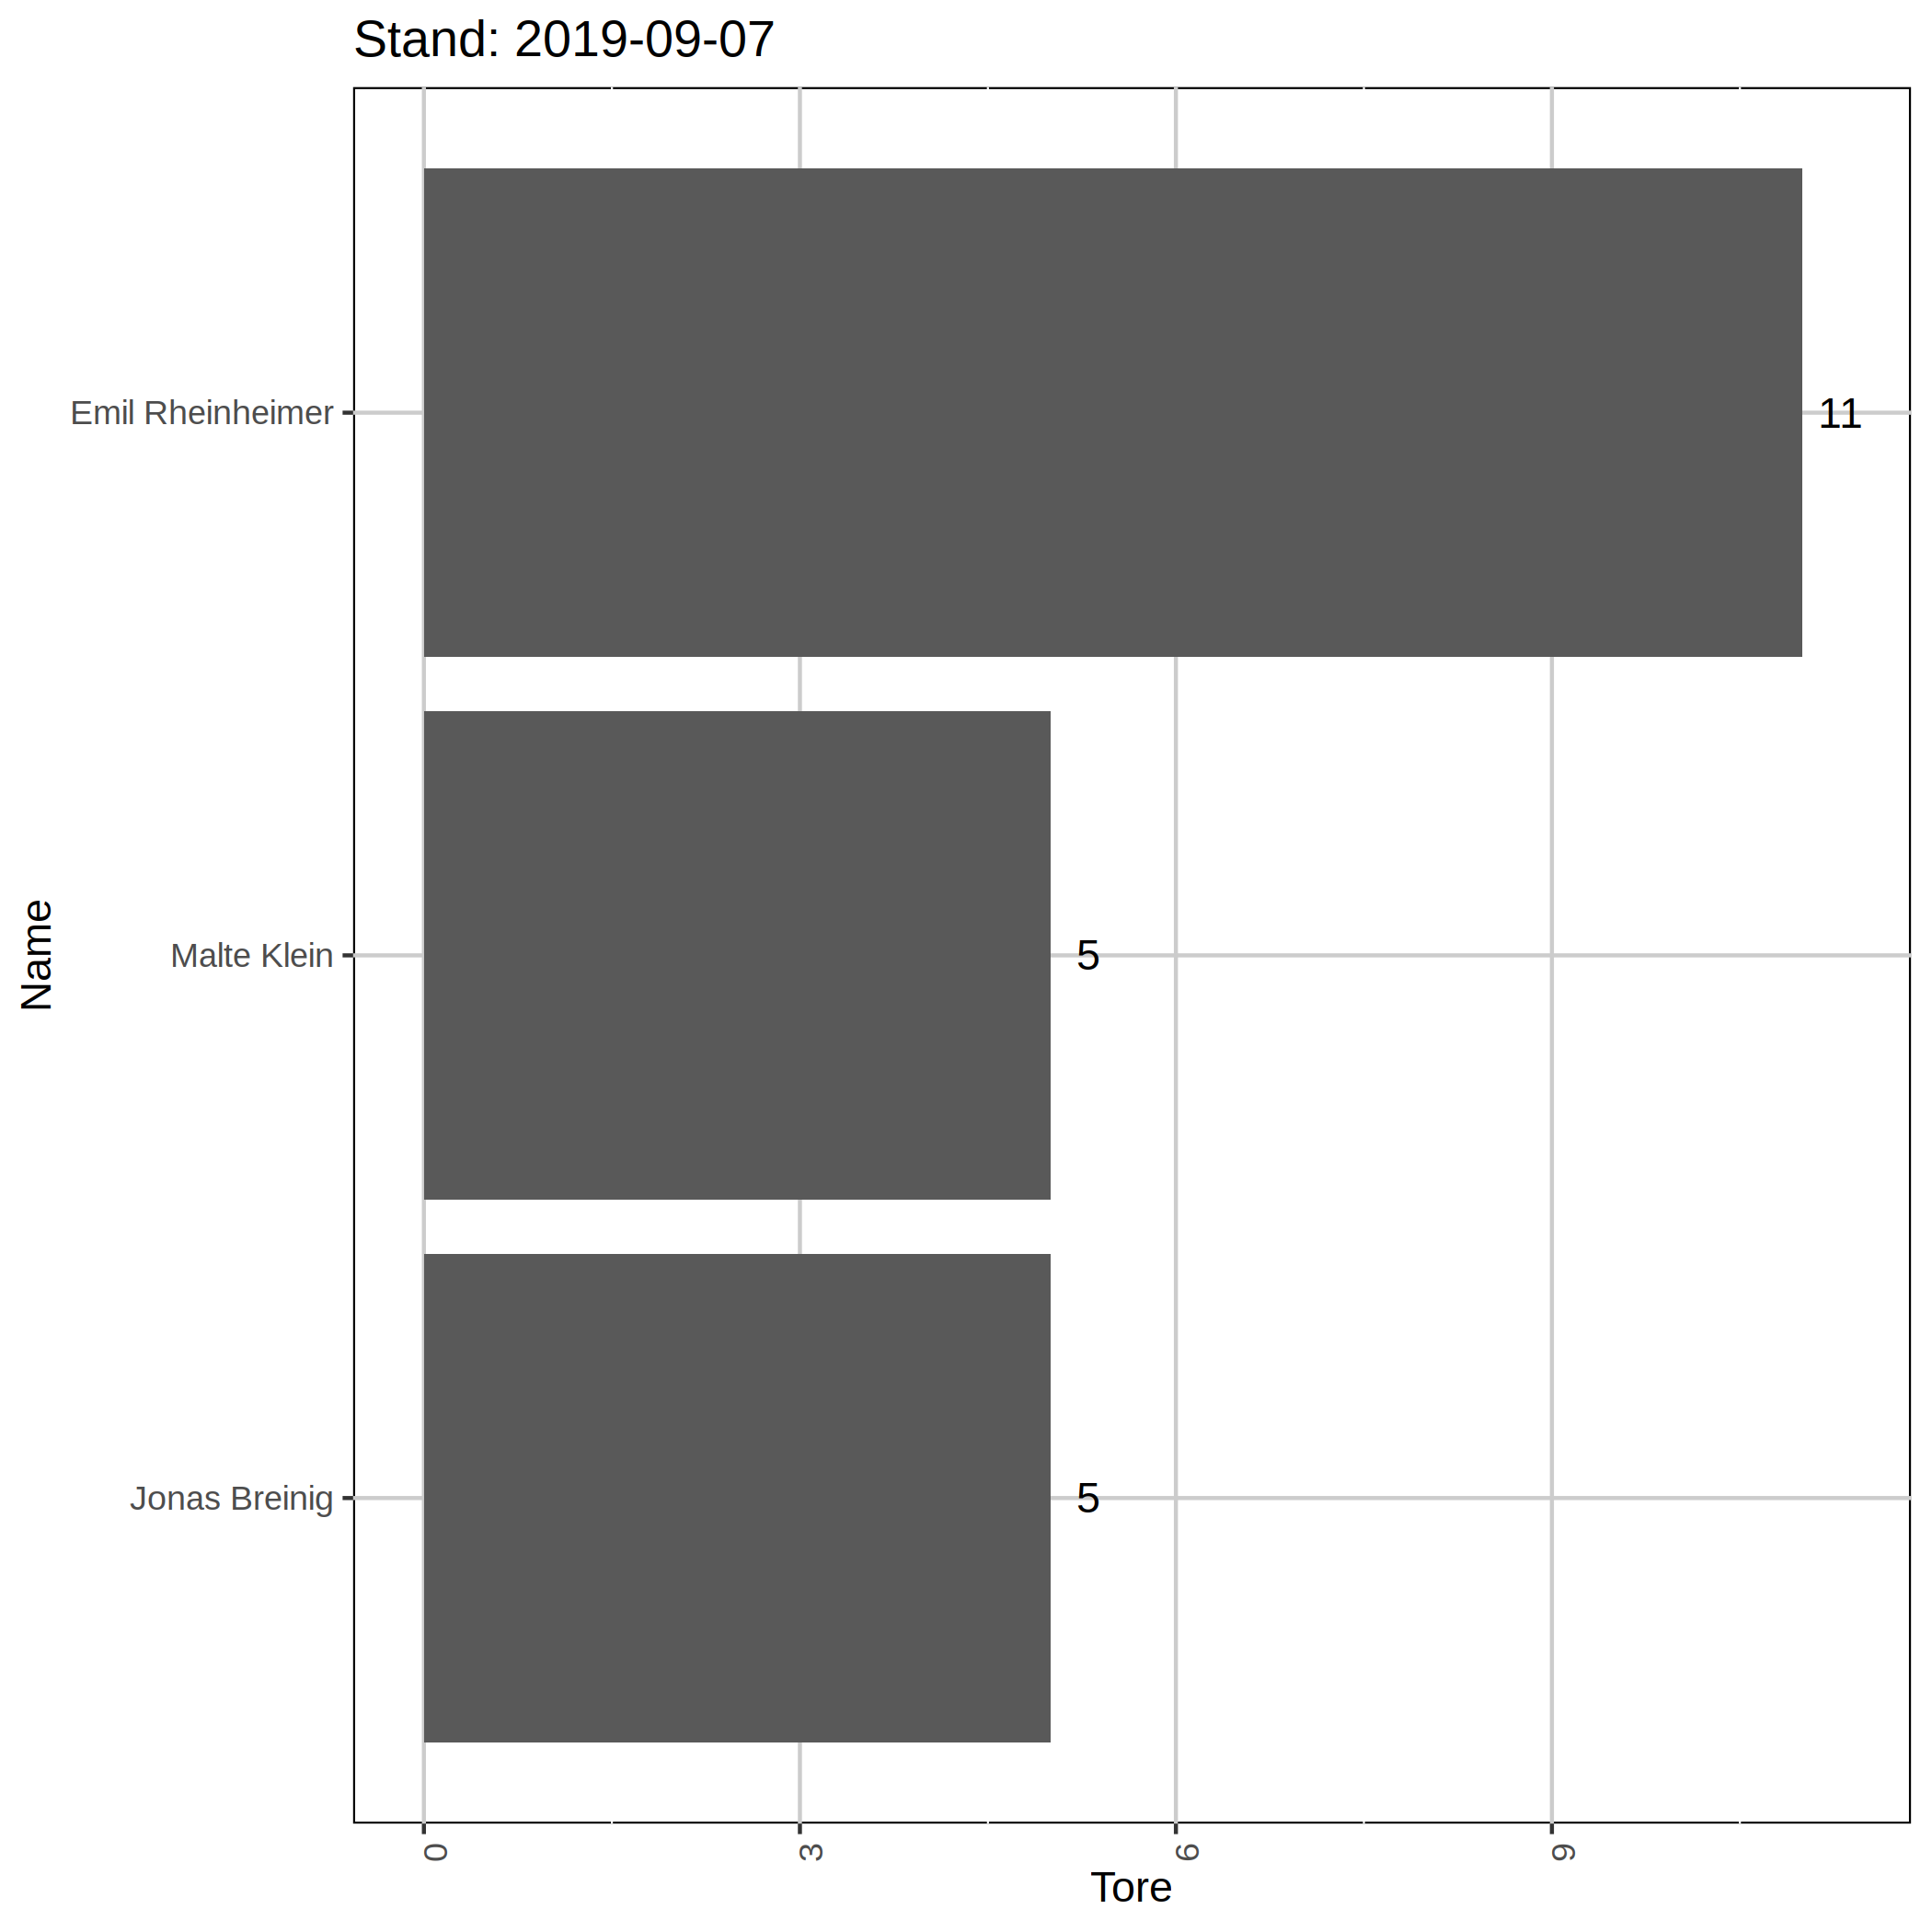 Stand: 2019-09-07
Name
Emil Rheinheimer
11
Malte Klein
5
Jonas Breinig
5
0 3 6 9
Tore